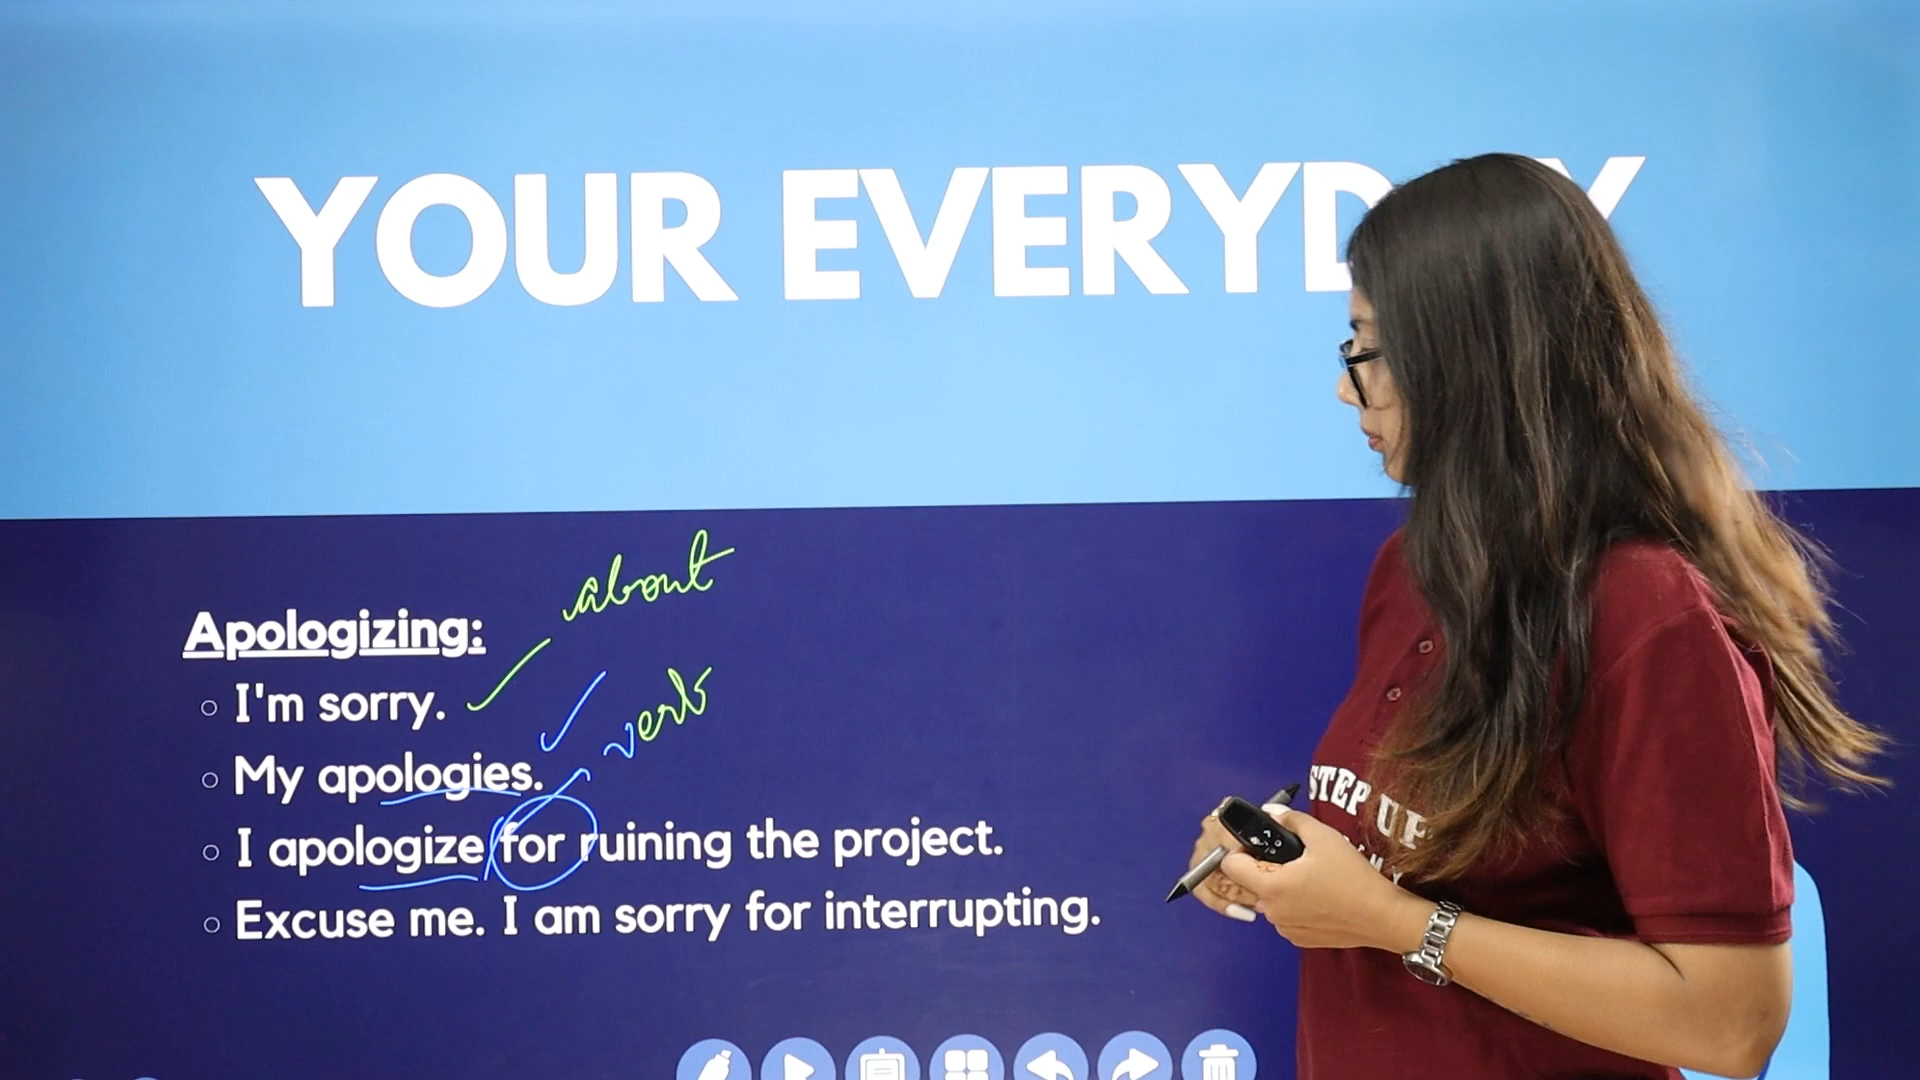 YOUR EVERYDAY
about
Apologizing:
I'm sorry.
verb
My apologies.
I apologize for ruining the project.
Excuse me. I am sorry for interrupting.
STEP UP